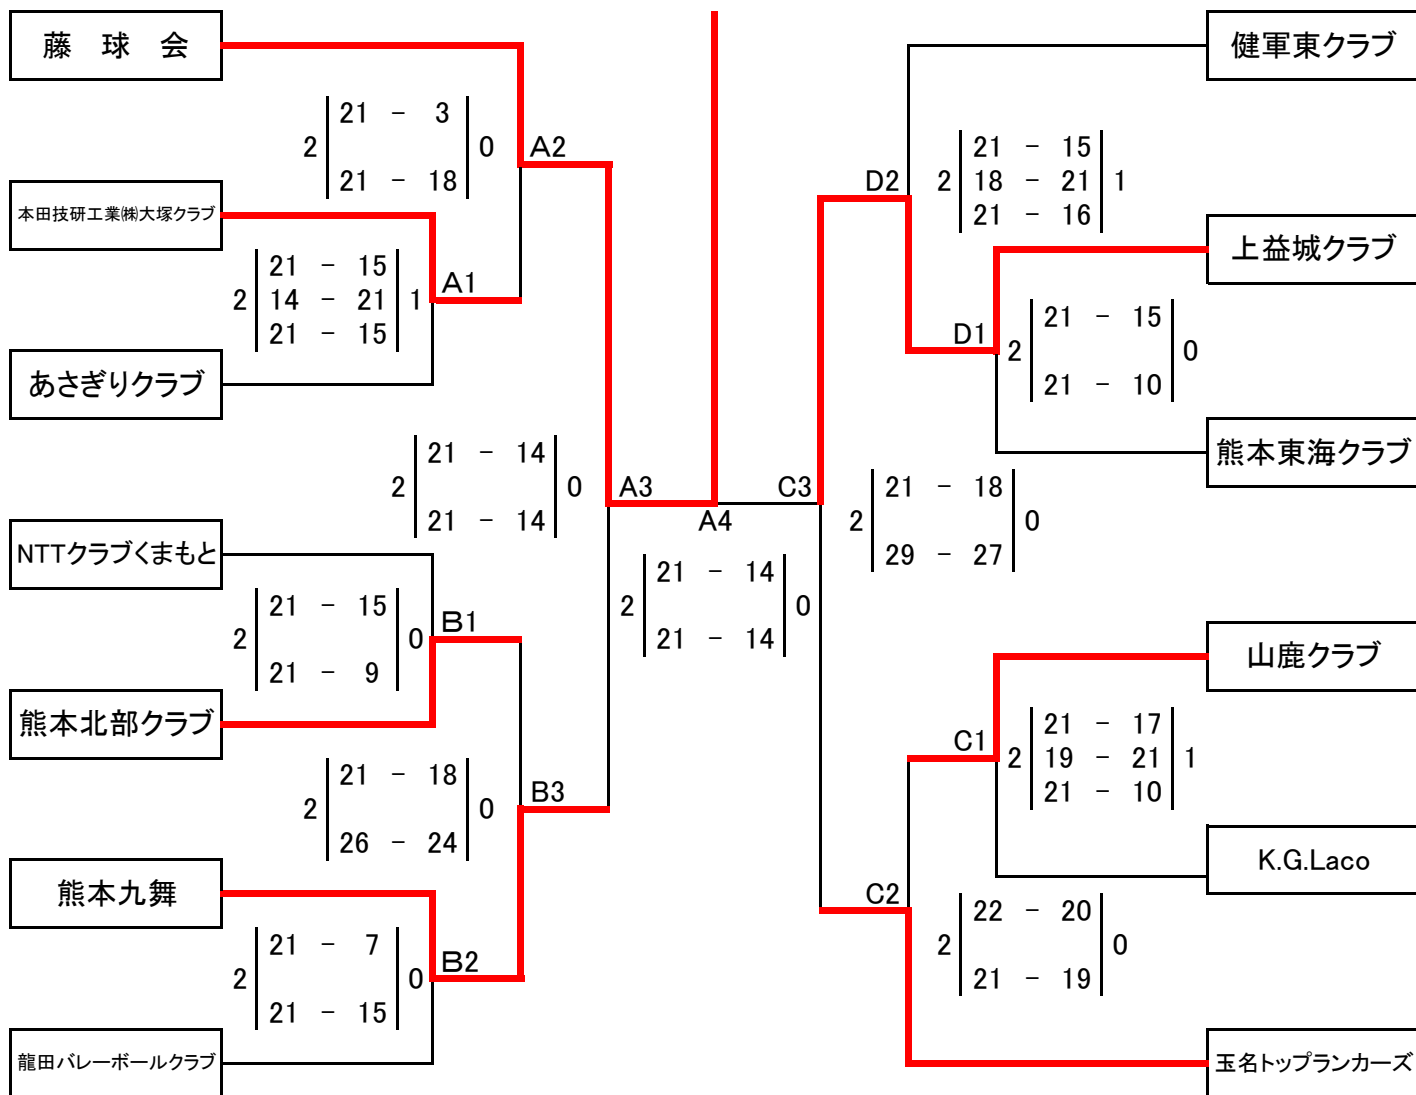 藤　球　会
健軍東クラブ
21 － 3
2 0
21 － 18
A2
21 － 15
2 18 － 21 1
21 － 16
D2
本田技研工業㈱大塚クラブ
上益城クラブ
21 － 15
2 14 － 21 1
21 － 15
A1
21 － 15
2 0
21 － 10
D1
あさぎりクラブ
熊本東海クラブ
21 － 14
2 0
21 － 14
A3
C3
21 － 18
2 0
29 － 27
A4
NTTクラブくまもと
21 － 14
2 0
21 － 14
21 － 15
2 0
21 － 9
B1
山鹿クラブ
熊本北部クラブ
21 － 17
2 19 － 21 1
21 － 10
C1
21 － 18
2 0
26 － 24
B3
K.G.Laco
熊本九舞
C2
22 － 20
2 0
21 － 19
21 － 7
2 0
21 － 15
B2
龍田バレーボールクラブ
玉名トップランカーズ